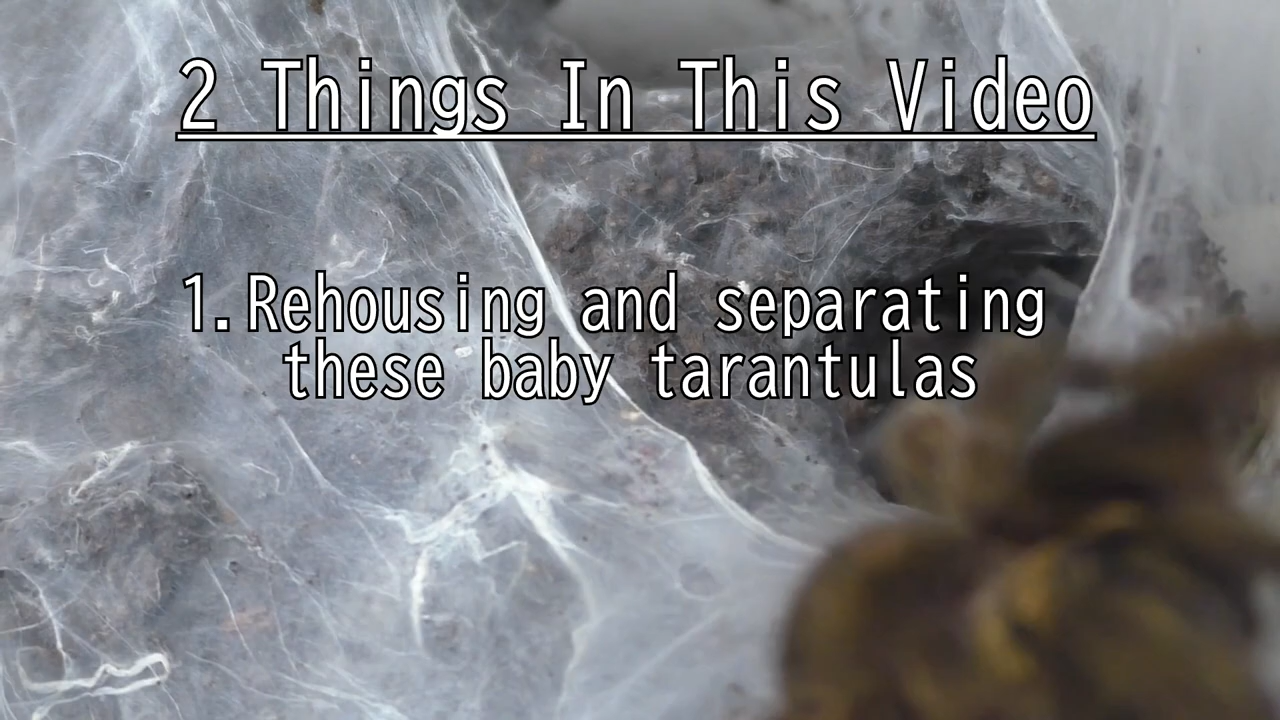 2 Things In This Video
1.Rehousing and separating
these baby tarantulas